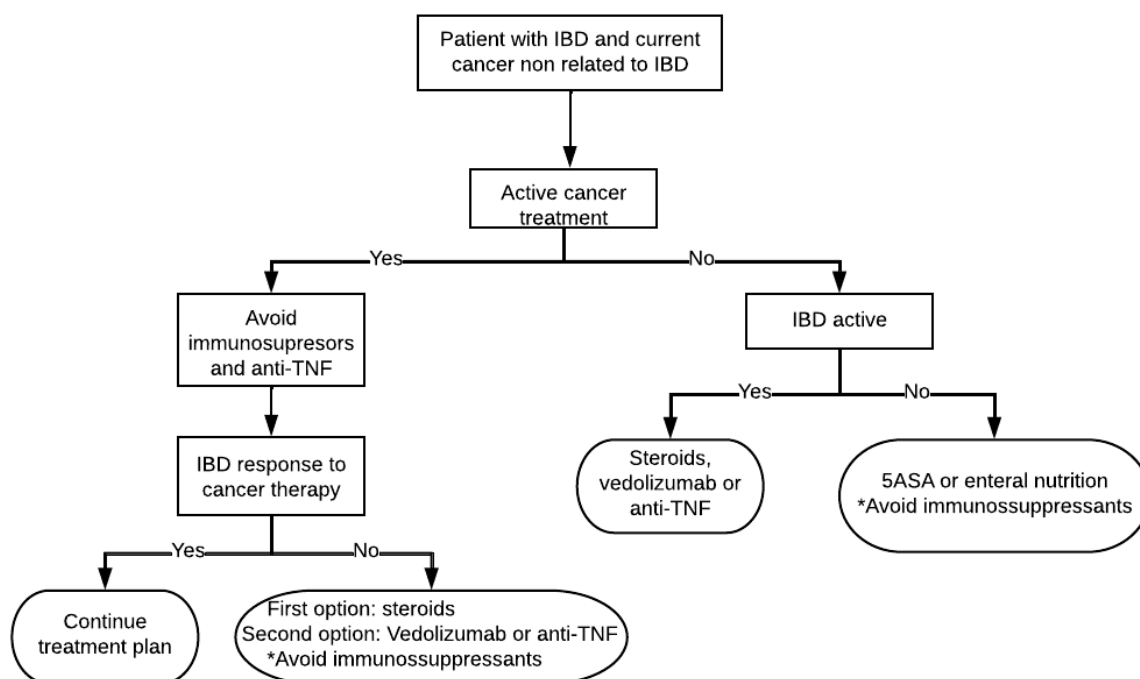 Patient with IBD and current
cancer non related to IBD
Active cancer
treatment
Yes
No
Avoid
immunosupresors
and anti-TNF
IBD active
Yes
No
IBD response to
cancer therapy
Steroids,
vedolizumab or
anti-TNF
5ASA or enteral nutrition
*Avoid immunossuppressants
Yes
No
Continue
treatment plan
First option: steroids
Second option: Vedolizumab or anti-TNF
*Avoid immunossuppressants